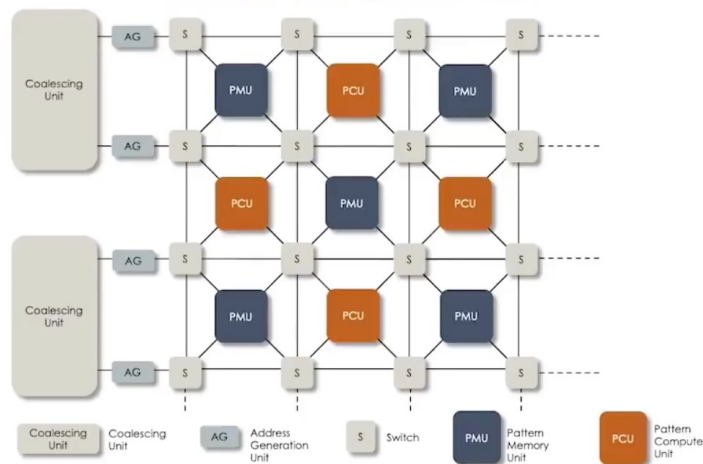 AG S S S S
Coalescing
Unit
PMU PCU PMU
AG S S S S
PCU PMU PCU
AG S S S S
Coalescing
Unit
PMU PCU PMU
AG S S S S
Coalescing
Unit
Coalescing
Unit
AG
Address
Generation
Unit
S
Switch
PMU
Pattern
Memory
Unit
PCU
Pattern
Compute
Unit